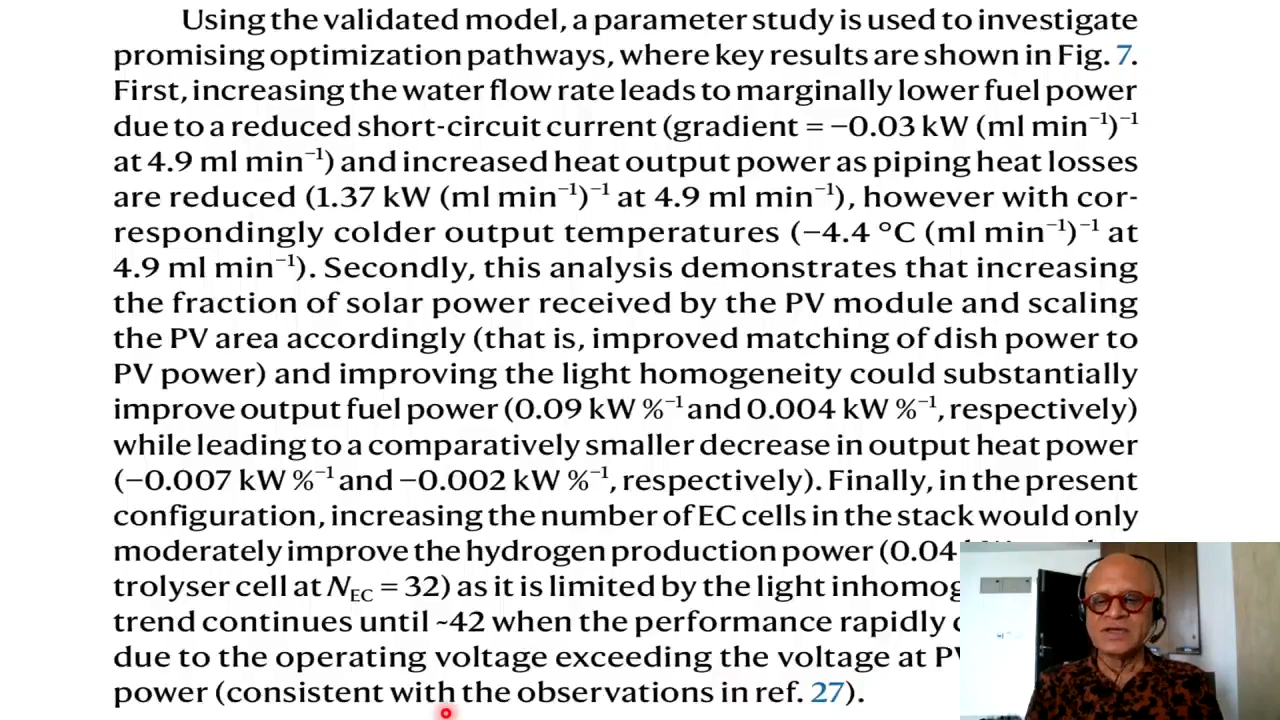 Using the validated model, a parameter study is used to investigate
promising optimization pathways, where key results are shown in Fig. 7.
First, increasing the water flow rate leads to marginally lower fuel power
due to a reduced short-circuit current (gradient = −0.03 kW (ml min⁻¹)⁻¹
at 4.9 ml min⁻¹) and increased heat output power as piping heat losses
are reduced (1.37 kW (ml min⁻¹)⁻¹ at 4.9 ml min⁻¹), however with cor-
respondingly colder output temperatures (−4.4 °C (ml min⁻¹)⁻¹ at
4.9 ml min⁻¹). Secondly, this analysis demonstrates that increasing
the fraction of solar power received by the PV module and scaling
the PV area accordingly (that is, improved matching of dish power to
PV power) and improving the light homogeneity could substantially
improve output fuel power (0.09 kW %⁻¹ and 0.004 kW %⁻¹, respectively)
while leading to a comparatively smaller decrease in output heat power
(−0.007 kW %⁻¹ and −0.002 kW %⁻¹, respectively). Finally, in the present
configuration, increasing the number of EC cells in the stack would only
moderately improve the hydrogen production power (0.04
trolyser cell at N_EC = 32) as it is limited by the light
trend continues until ~42 when the performance rapidly
due to the operating voltage exceeding the voltage at
power (consistent with the observations in ref. 27).